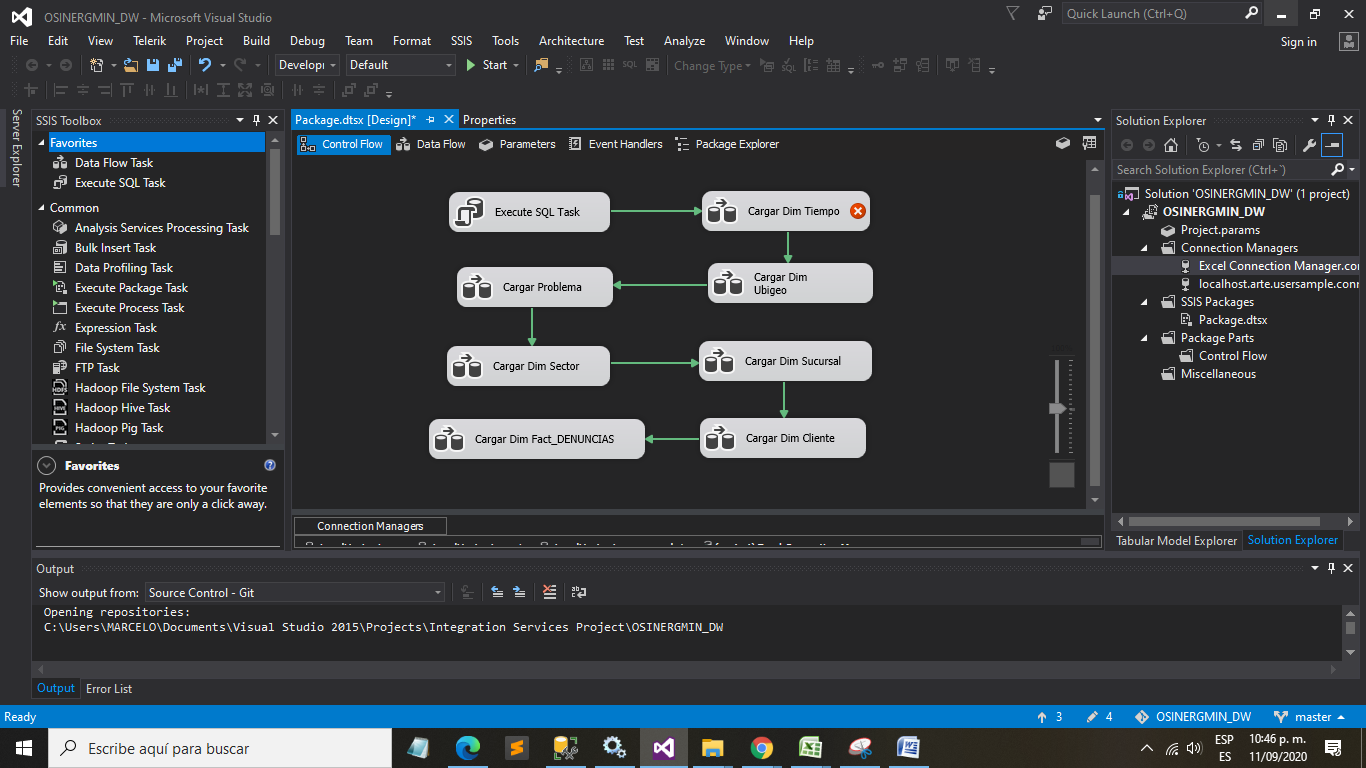 OSINERGMIN_DW - Microsoft Visual Studio
Quick Launch (Ctrl+Q)
File Edit View Telerik Project Build Debug Team Format SSIS Tools Architecture Test Analyze Window Help
Sign in
Develop Default Start SQL Change Type
Server Explorer
SSIS Toolbox
Favorites
Data Flow Task
Execute SQL Task
Common
Analysis Services Processing Task
Bulk Insert Task
Data Profiling Task
Execute Package Task
Execute Process Task
fx Expression Task
File System Task
FTP Task
HDFS Hadoop File System Task
HIVE Hadoop Hive Task
PIG Hadoop Pig Task
Favorites
Provides convenient access to your favorite
elements so that they are only a click away.
Package.dtsx [Design]* Properties
Control Flow Data Flow Parameters Event Handlers Package Explorer
Execute SQL Task
Cargar Dim Tiempo
Cargar Dim
Ubigeo
Cargar Problema
Cargar Dim Sector
Cargar Dim Sucursal
Cargar Dim Cliente
Cargar Dim Fact_DENUNCIAS
Connection Managers
Solution Explorer
Search Solution Explorer (Ctrl+¨)
Solution 'OSINERGMIN_DW' (1 project)
OSINERGMIN_DW
Project.params
Connection Managers
Excel Connection Manager.con
localhost.arte.usersample.conn
SSIS Packages
Package.dtsx
Package Parts
Control Flow
Miscellaneous
Tabular Model Explorer Solution Explorer
Output
Show output from: Source Control - Git
Opening repositories:
C:\Users\MARCELO\Documents\Visual Studio 2015\Projects\Integration Services Project\OSINERGMIN_DW
Output Error List
Ready 3 4 OSINERGMIN_DW master
Escribe aquí para buscar
ESP
ES
10:46 p. m.
11/09/2020